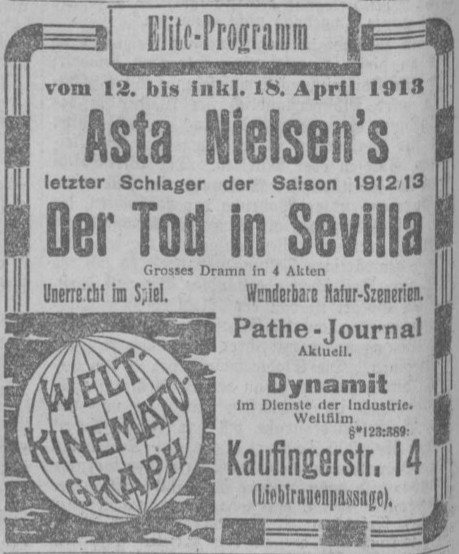 Elite-Programm
vom 12. bis inkl. 18. April 1913
Asta Nielsen's
letzter Schlager der Saison 1912/13
Der Tod in Sevilla
Grosses Drama in 4 Akten
Unerreicht im Spiel. Wunderbare Natur-Szenerien.
Pathe-Journal
Aktuell.
Dynamit
im Dienste der Industrie.
Weltfilm
§*123:889:
Kaufingerstr. 14
(Liebfrauenpassage).
WELT-
KINEMATO-
GRAPH